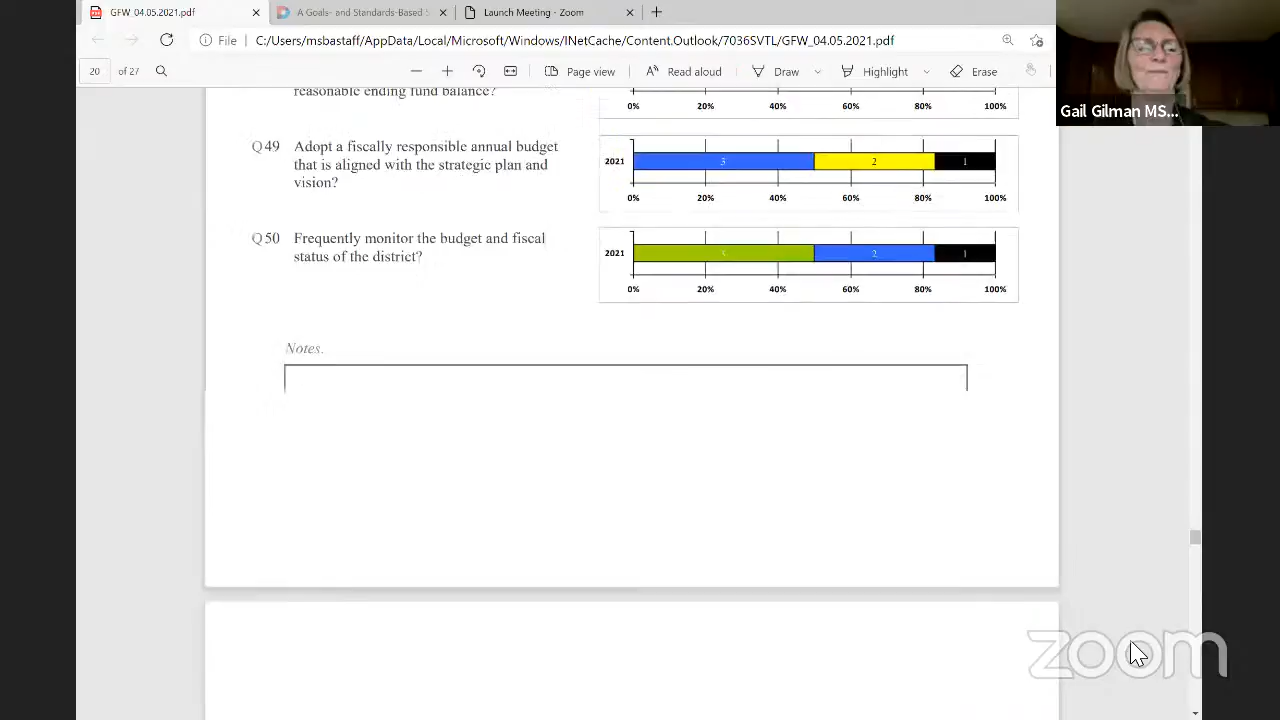 GFW_04.05.2021.pdf
A Goals- and Standards-Based S
Launch Meeting - Zoom
File
C:/Users/msbastaff/AppData/Local/Microsoft/Windows/INetCache/Content.Outlook/7036SVTL/GFW_04.05.2021.pdf
20 of 27
Page view
Read aloud
Draw
Highlight
Erase
Gail Gilman MS...
reasonable ending fund balance?
0% 20% 40% 60% 80% 100%
Q49 Adopt a fiscally responsible annual budget
that is aligned with the strategic plan and
vision?
2021 3 2 1
0% 20% 40% 60% 80% 100%
Q50 Frequently monitor the budget and fiscal
status of the district?
2021 2 1
0% 20% 40% 60% 80% 100%
Notes.
zoom